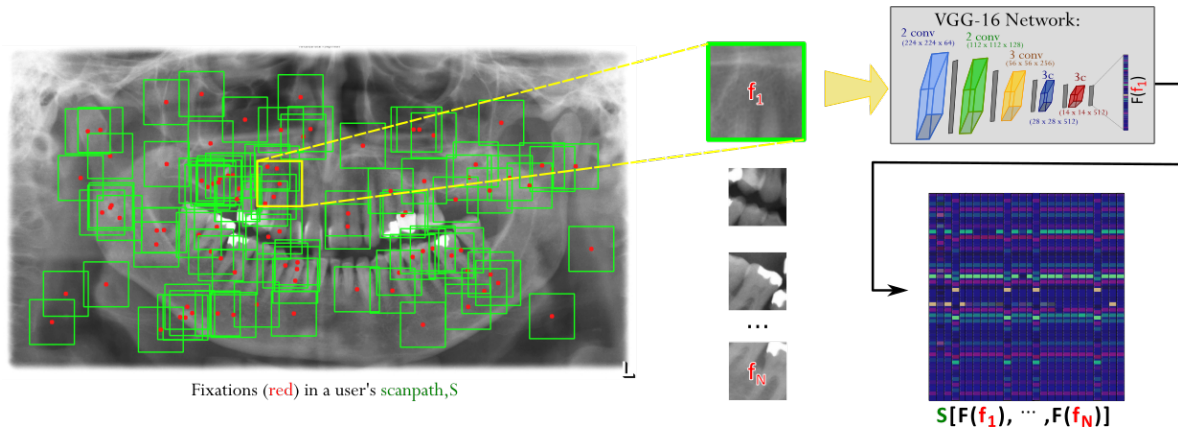 VGG-16 Network:
2 conv
(224 x 224 x 64)
2 conv
(112 x 112 x 128)
3 conv
(56 x 56 x 256)
3c
(28 x 28 x 512)
3c
(14 x 14 x 512)
F(f1)
f1
...
fN
L
Fixations (red) in a user's scanpath,S
S[F(f1), ... ,F(fN)]